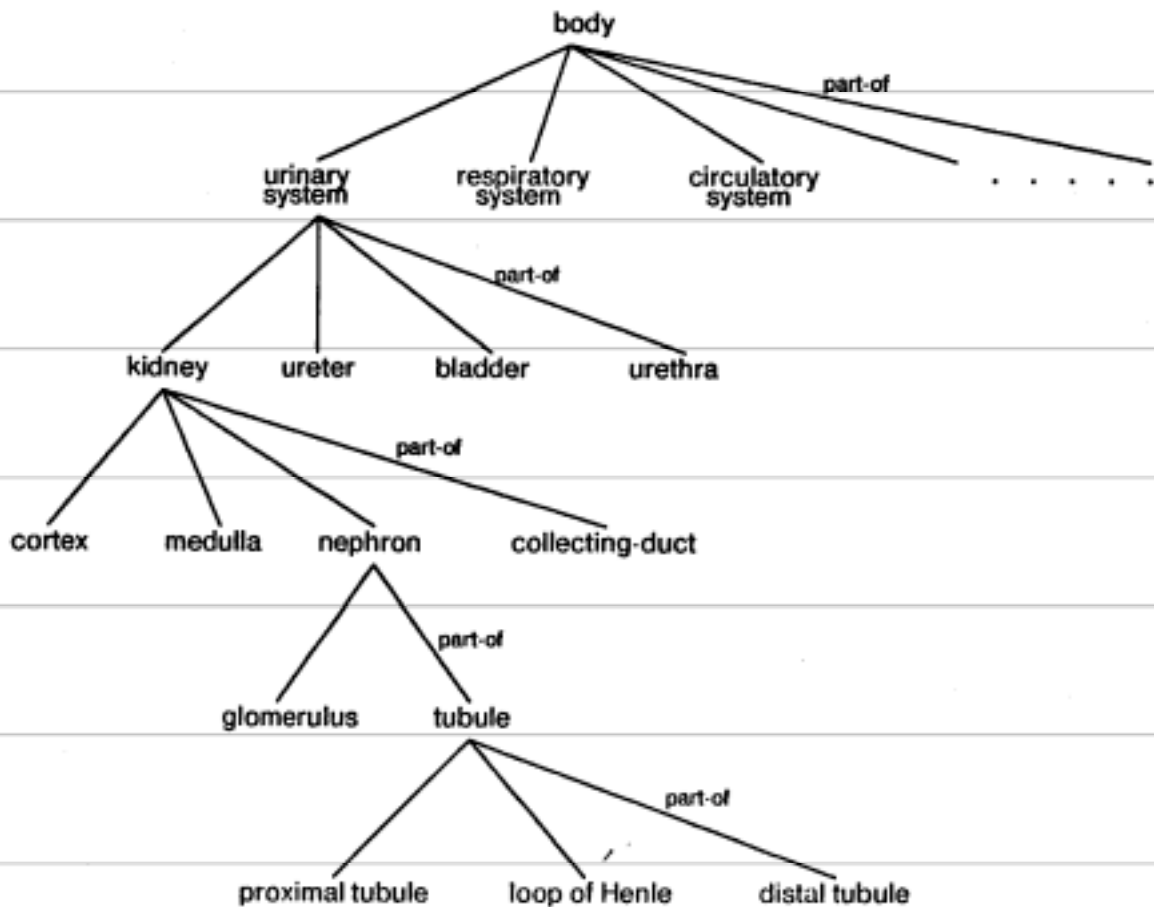 body
part-of
urinary system
respiratory system
circulatory system
. . . . .
part-of
kidney
ureter
bladder
urethra
part-of
cortex
medulla
nephron
collecting-duct
part-of
glomerulus
tubule
part-of
proximal tubule
loop of Henle
distal tubule